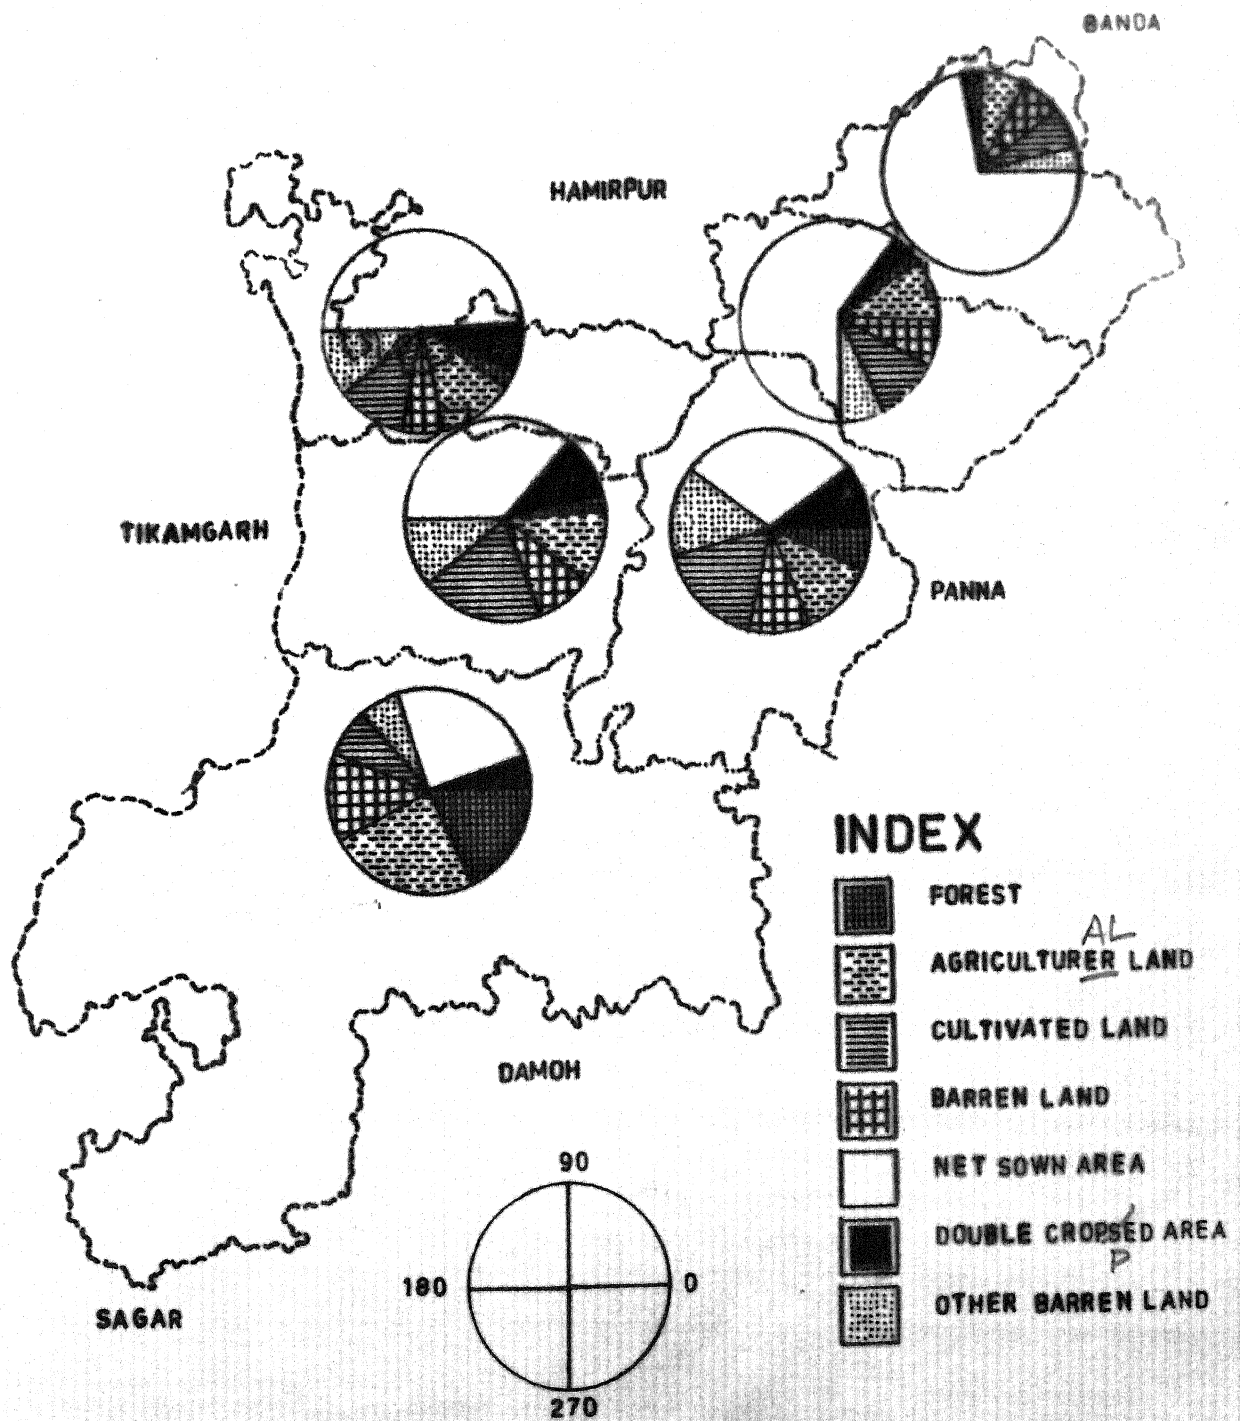 BANDA
HAMIRPUR
TIKAMGARH
PANNA
INDEX
FOREST
AL
AGRICULTURER LAND
CULTIVATED LAND
BARREN LAND
NET SOWN AREA
DOUBLE CROPSED AREA
P
OTHER BARREN LAND
DAMOH
90
180
0
270
SAGAR